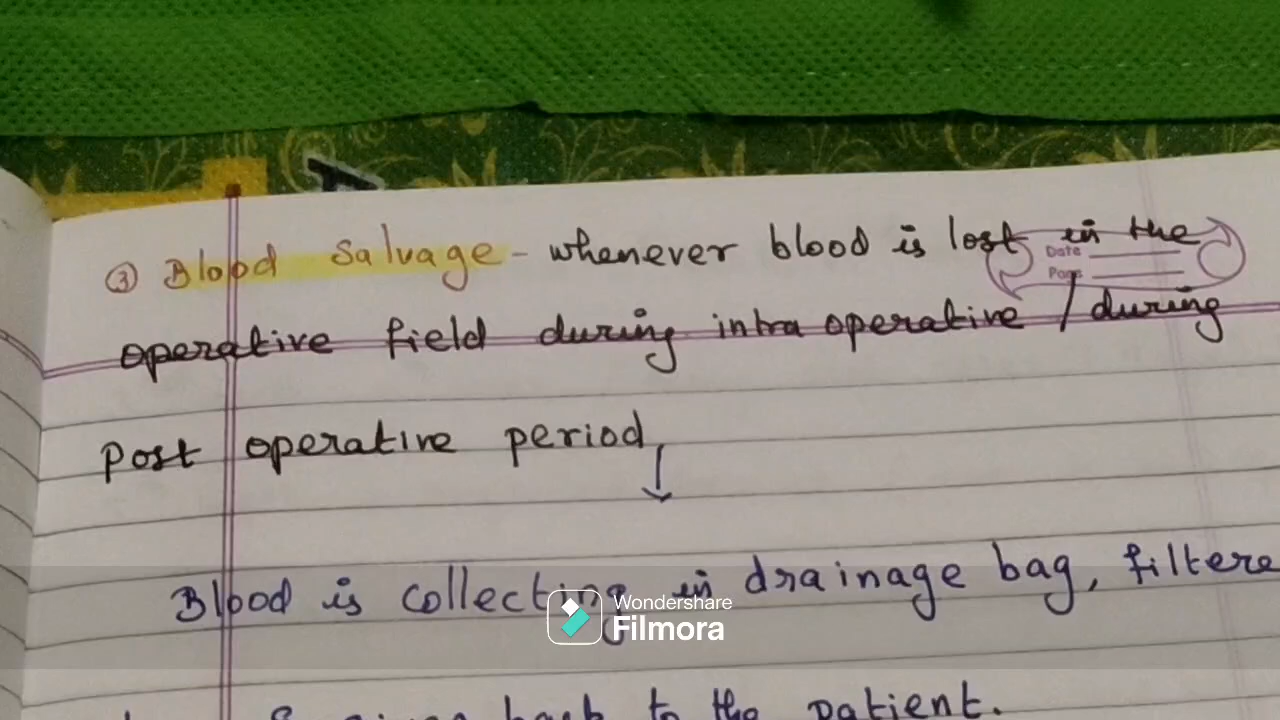 ③ Blood Salvage - whenever blood is lost in the
Date
Page
operative field during intra operative / during
Post operative period,
↓
Blood is collecting in drainage bag, filtere
Wondershare
Filmora
& given back to the patient.